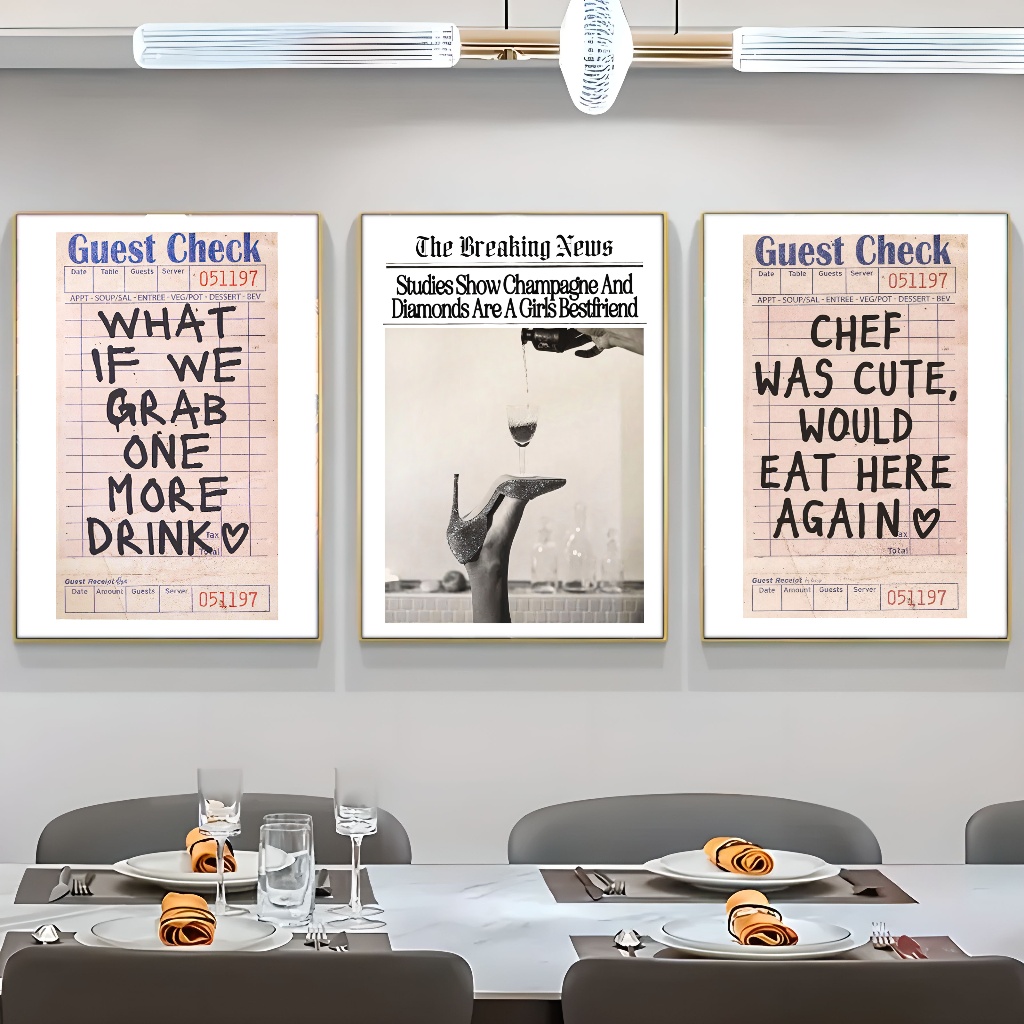 Guest Check
Date Table Guests Server 051197
APPT - SOUP/SAL - ENTREE - VEG/POT - DESSERT - BEV
WHAT
IF WE
GRAB
ONE
MORE
DRINK♡
Tax
Total
Guest Receipt
Date Amount Guests Server 051197
The Breaking News
Studies Show Champagne And
Diamonds Are A Girls Bestfriend
Guest Check
Date Table Guests Server 051197
APPT - SOUP/SAL - ENTREE - VEG/POT - DESSERT - BEV
CHEF
WAS CUTE,
WOULD
EAT HERE
AGAIN♡
Tax
Total
Guest Receipt
Date Amount Guests Server 051197